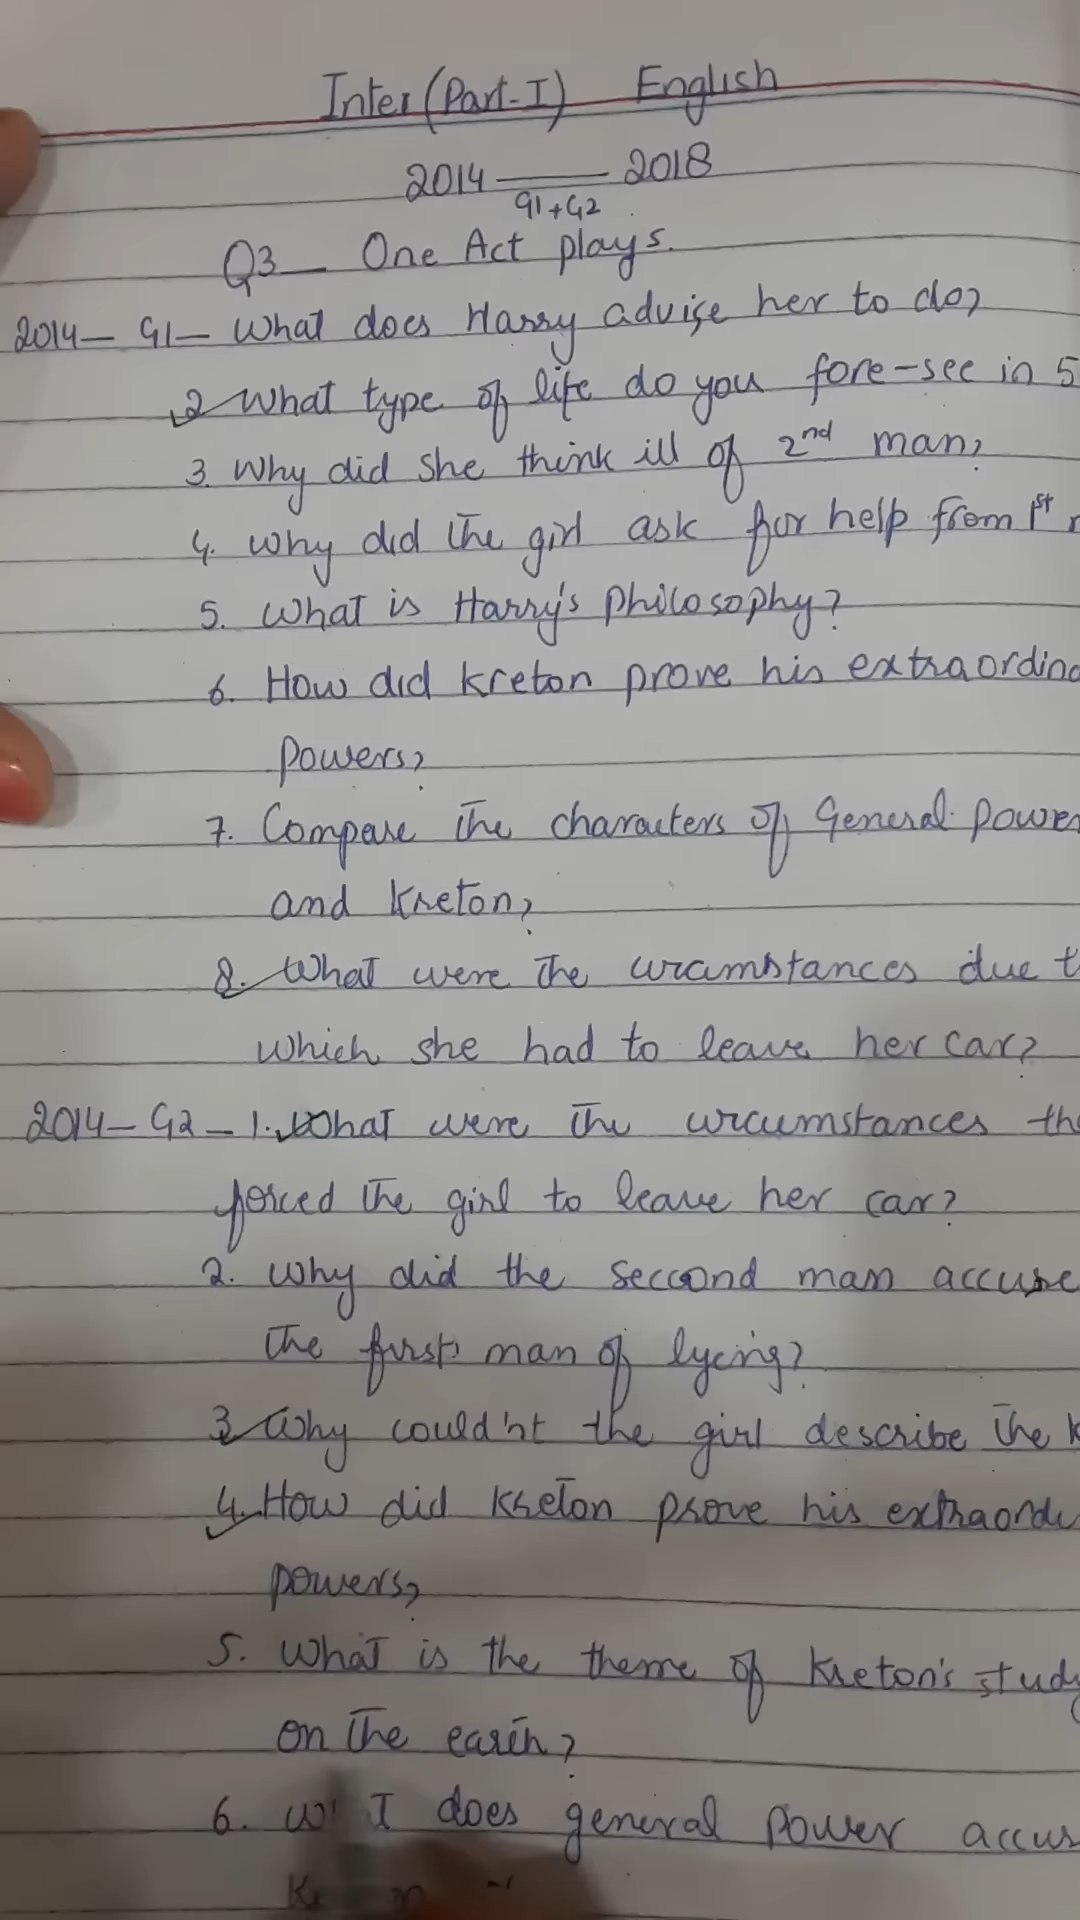 Inter (Part-I) English
2014 —— 2018
G1+G2
Q3— One Act plays.
2014— G1— What does Harry advise her to do?
2 What type of life do you fore-see in 5
3. Why did she think ill of 2nd man?
4. Why did the girl ask for help from 1st
5. What is Harry's philosophy?
6. How did Kreton prove his extraordina
Powers?
7. Compare the characters of General Power
and Kreton?
8. What were the circumstances due t
which she had to leave her car?
2014— G2 — 1. What were the circumstances th
forced the girl to leave her car?
2. Why did the seccond man accuse
the first man of lyeing?
3 Why could'nt the girl describe the k
4. How did Kreton prove his extraordi
powers?
5. What is the theme of Kreton's study
on the earth?
6. does general power accus